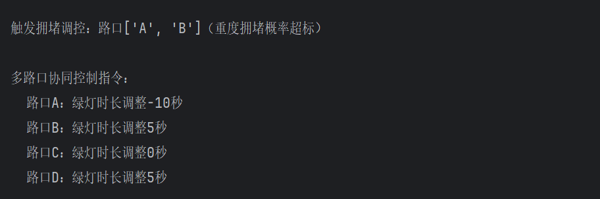 触发拥堵调控：路口['A', 'B']（重度拥堵概率超标）
多路口协同控制指令：
路口A：绿灯时长调整-10秒
路口B：绿灯时长调整5秒
路口C：绿灯时长调整0秒
路口D：绿灯时长调整5秒